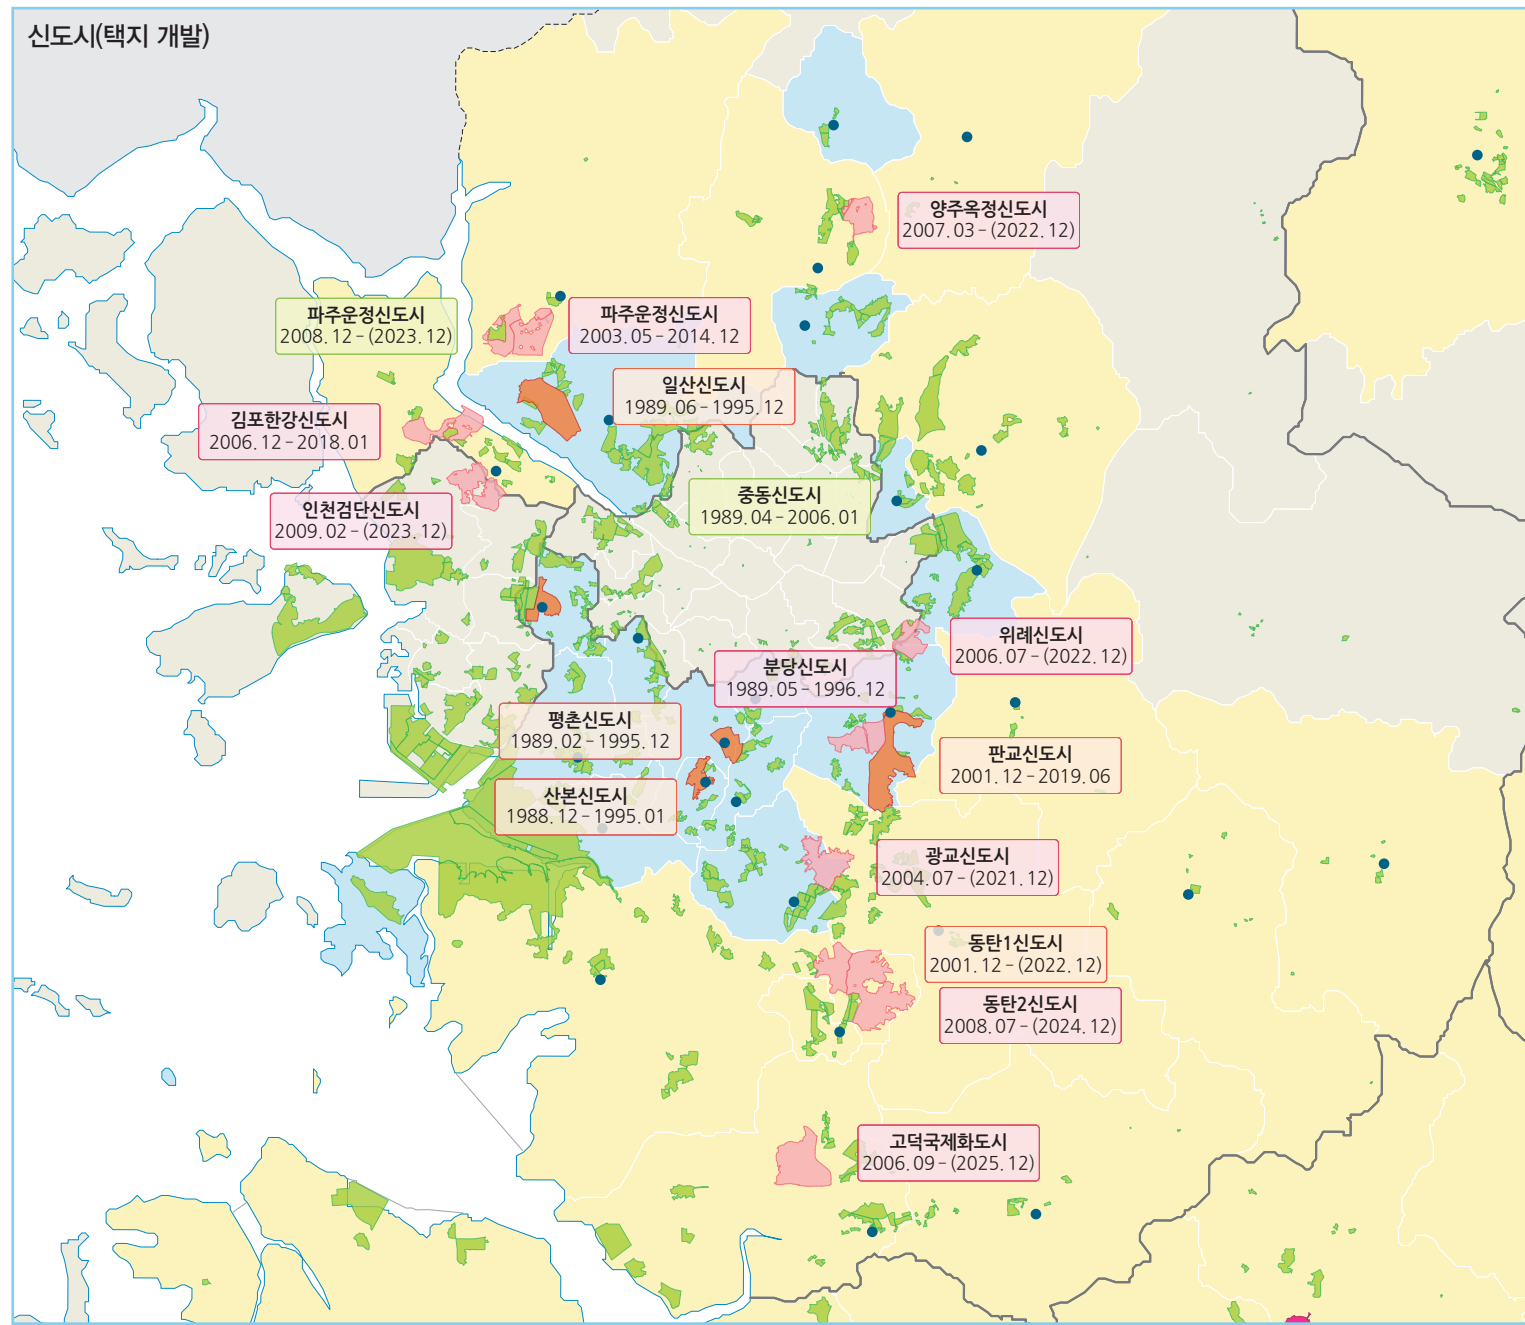 신도시(택지 개발)
양주옥정신도시
2007.03-(2022.12)
파주운정신도시
2008.12-(2023.12)
파주운정신도시
2003.05-2014.12
일산신도시
1989.06-1995.12
김포한강신도시
2006.12-2018.01
중동신도시
1989.04-2006.01
인천검단신도시
2009.02-(2023.12)
위례신도시
2006.07-(2022.12)
분당신도시
1989.05-1996.12
평촌신도시
1989.02-1995.12
판교신도시
2001.12-2019.06
산본신도시
1988.12-1995.01
광교신도시
2004.07-(2021.12)
동탄1신도시
2001.12-(2022.12)
동탄2신도시
2008.07-(2024.12)
고덕국제화도시
2006.09-(2025.12)